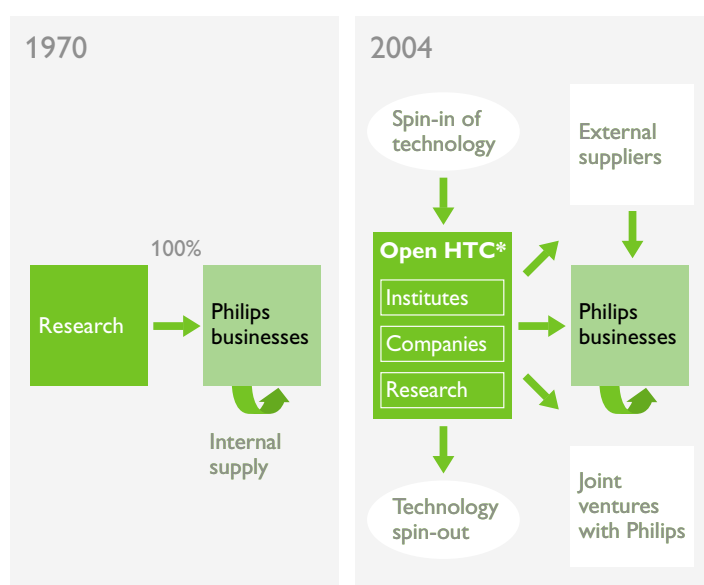 1970
100%
Research
Philips
businesses
Internal
supply
2004
Spin-in of
technology
External
suppliers
Open HTC*
Institutes
Companies
Research
Philips
businesses
Technology
spin-out
Joint
ventures
with Philips